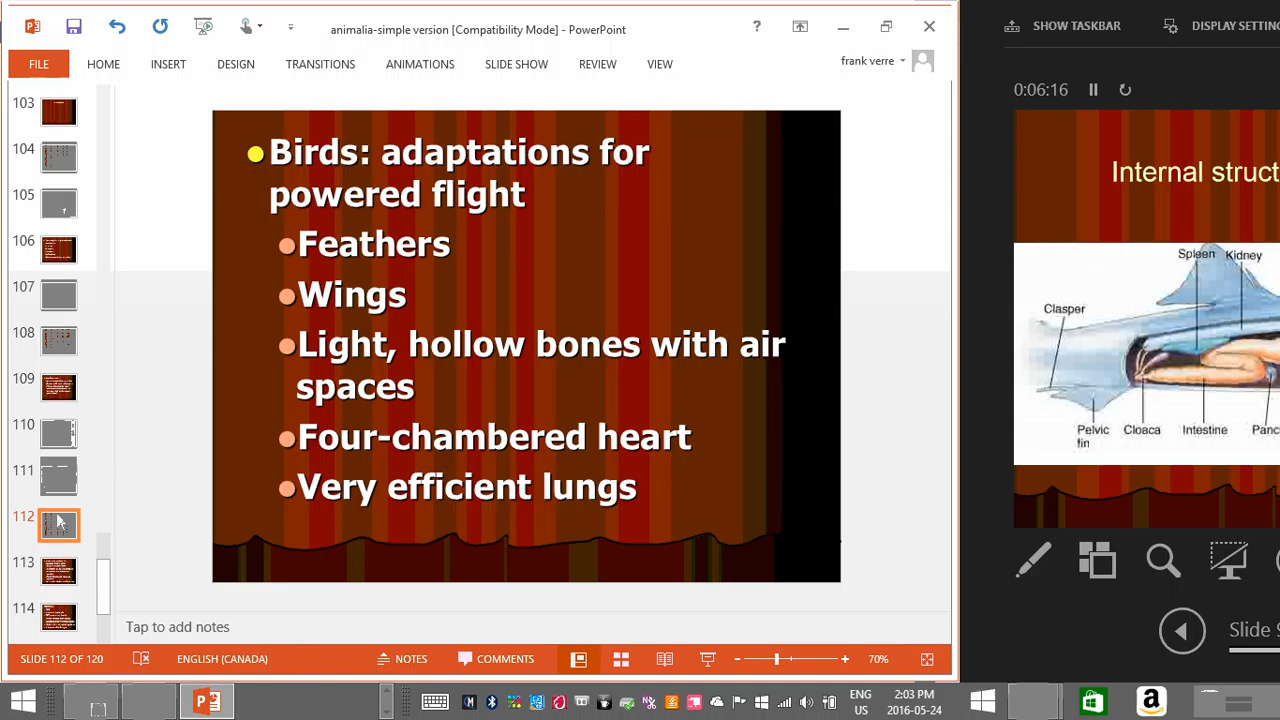 animalia-simple version [Compatibility Mode] - PowerPoint
?
SHOW TASKBAR
DISPLAY SETTING
FILE
HOME
INSERT
DESIGN
TRANSITIONS
ANIMATIONS
SLIDE SHOW
REVIEW
VIEW
frank verre
0:06:16
103
104
105
106
107
108
109
110
111
112
113
114
Birds: adaptations for
powered flight
Feathers
Wings
Light, hollow bones with air
spaces
Four-chambered heart
Very efficient lungs
Internal struct
Spleen
Kidney
Clasper
Pelvic
fin
Cloaca
Intestine
Panc
Slide 9
Tap to add notes
SLIDE 112 OF 120
ENGLISH (CANADA)
NOTES
COMMENTS
70%
ENG
US
2:03 PM
2016-05-24